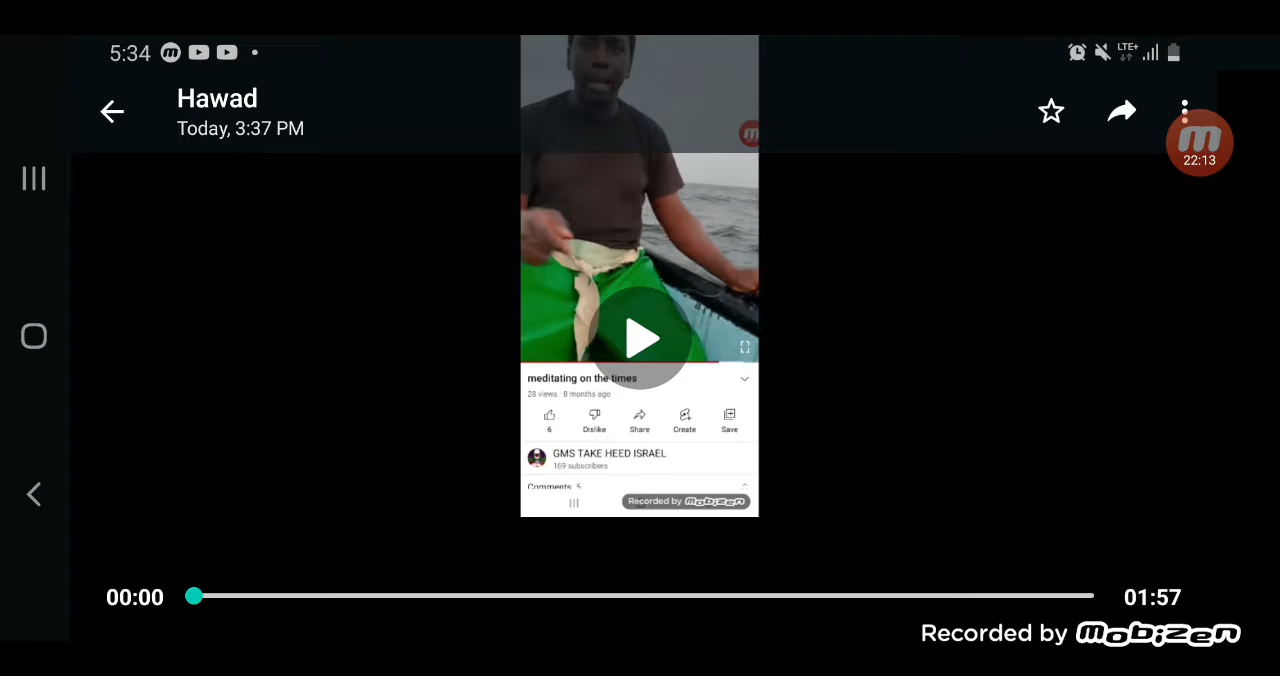 5:34
LTE+
Hawad
Today, 3:37 PM
22:13
meditating on the times
28 views · 8 months ago
6
Dislike
Share
Create
Save
GMS TAKE HEED ISRAEL
169 subscribers
Comments 5
Recorded by mobizen
00:00
01:57
Recorded by mobizen